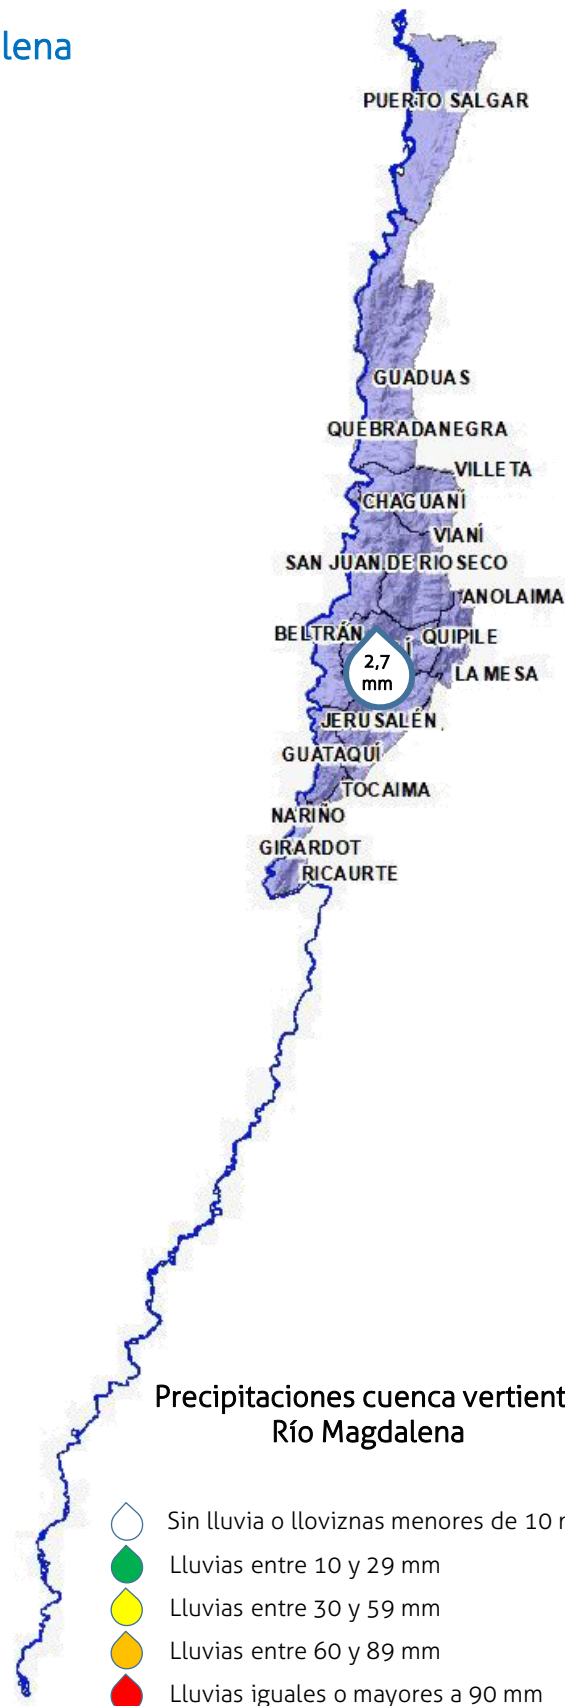 lena
PUERTO SALGAR
GUADUAS
QUEBRADANEGRA
VILLETA
CHAGUANÍ
VIANÍ
SAN JUAN DE RIO SECO
ANOLAIMA
BELTRÁN
Í
QUIPILE
2,7
mm
LA MESA
JERUSALÉN
GUATAQUÍ
TOCAIMA
NARIÑO
GIRARDOT
RICAURTE
Precipitaciones cuenca vertient
Río Magdalena
Sin lluvia o lloviznas menores de 10
Lluvias entre 10 y 29 mm
Lluvias entre 30 y 59 mm
Lluvias entre 60 y 89 mm
Lluvias iguales o mayores a 90 mm